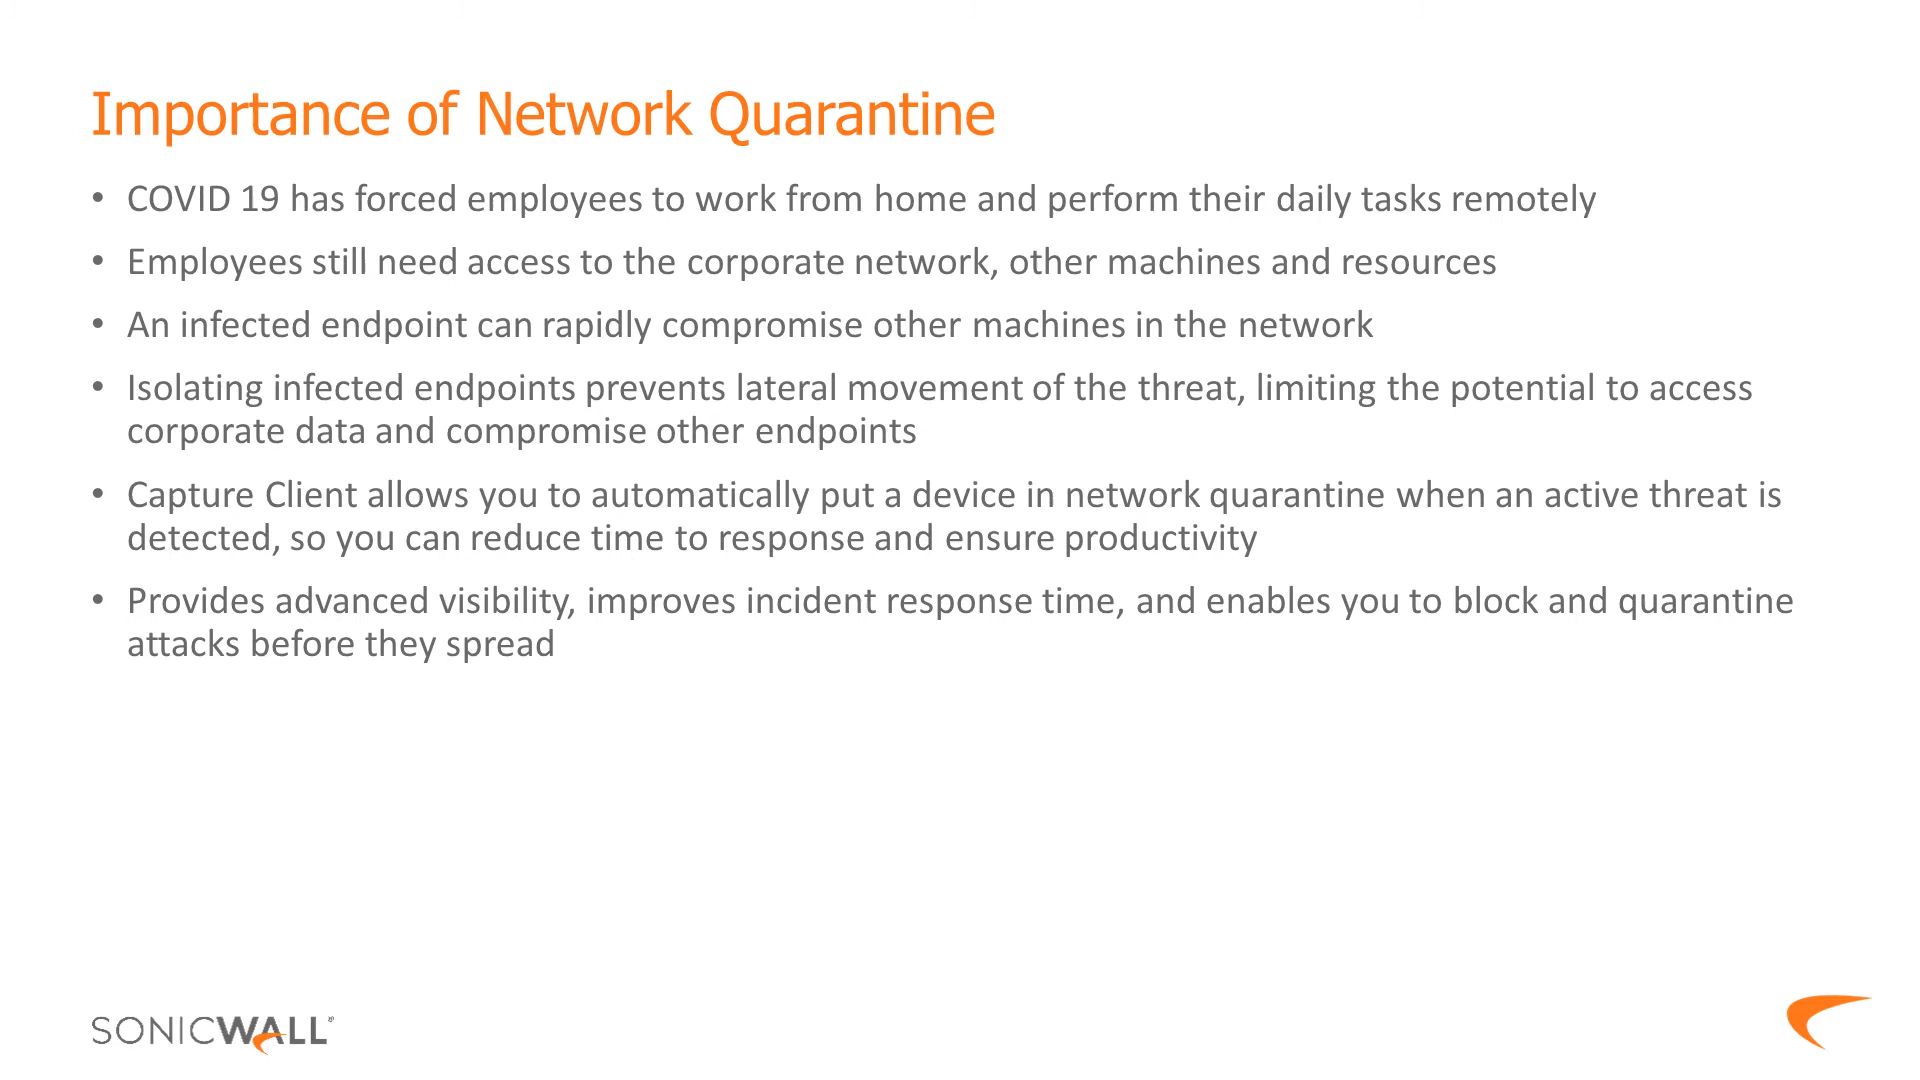 Importance of Network Quarantine
• COVID 19 has forced employees to work from home and perform their daily tasks remotely
• Employees still need access to the corporate network, other machines and resources
• An infected endpoint can rapidly compromise other machines in the network
• Isolating infected endpoints prevents lateral movement of the threat, limiting the potential to access
corporate data and compromise other endpoints
• Capture Client allows you to automatically put a device in network quarantine when an active threat is
detected, so you can reduce time to response and ensure productivity
• Provides advanced visibility, improves incident response time, and enables you to block and quarantine
attacks before they spread
SONICWALL®